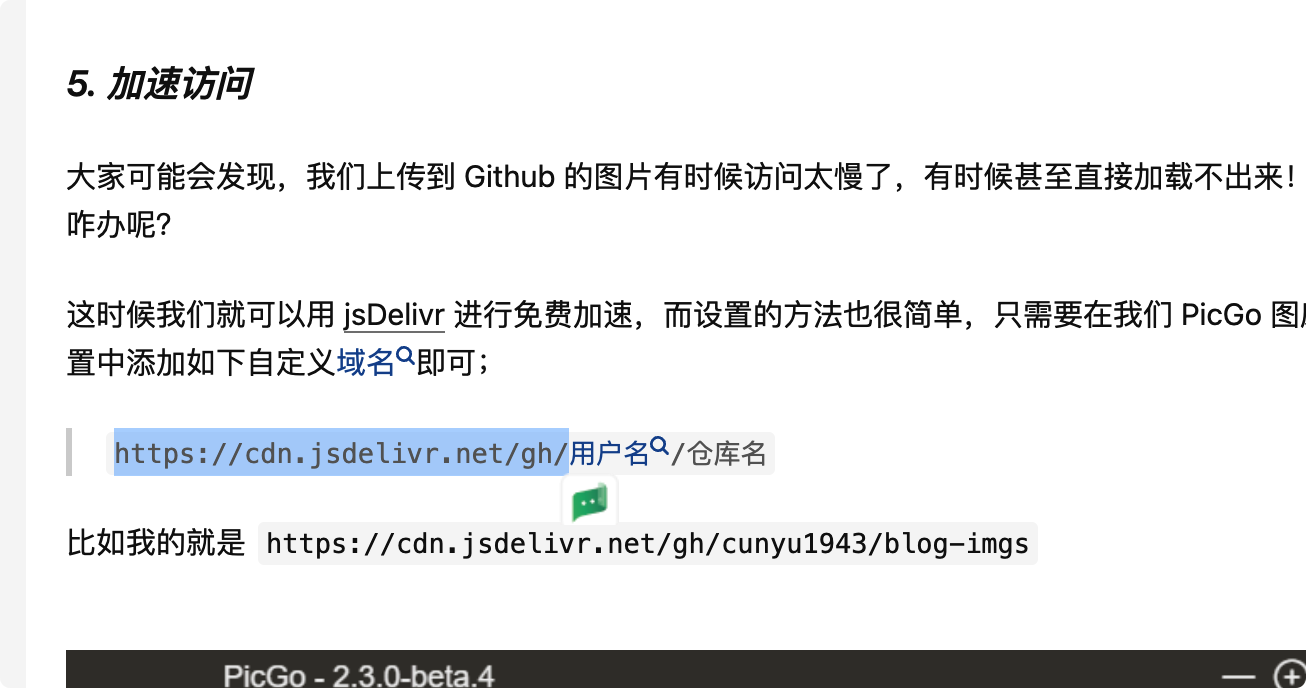 5. 加速访问
大家可能会发现，我们上传到 Github 的图片有时候访问太慢了，有时候甚至直接加载不出来！
咋办呢？
这时候我们就可以用 jsDelivr 进行免费加速，而设置的方法也很简单，只需要在我们 PicGo 图
置中添加如下自定义域名即可；
https://cdn.jsdelivr.net/gh/用户名/仓库名
比如我的就是 https://cdn.jsdelivr.net/gh/cunyu1943/blog-imgs
PicGo - 2.3.0-beta.4